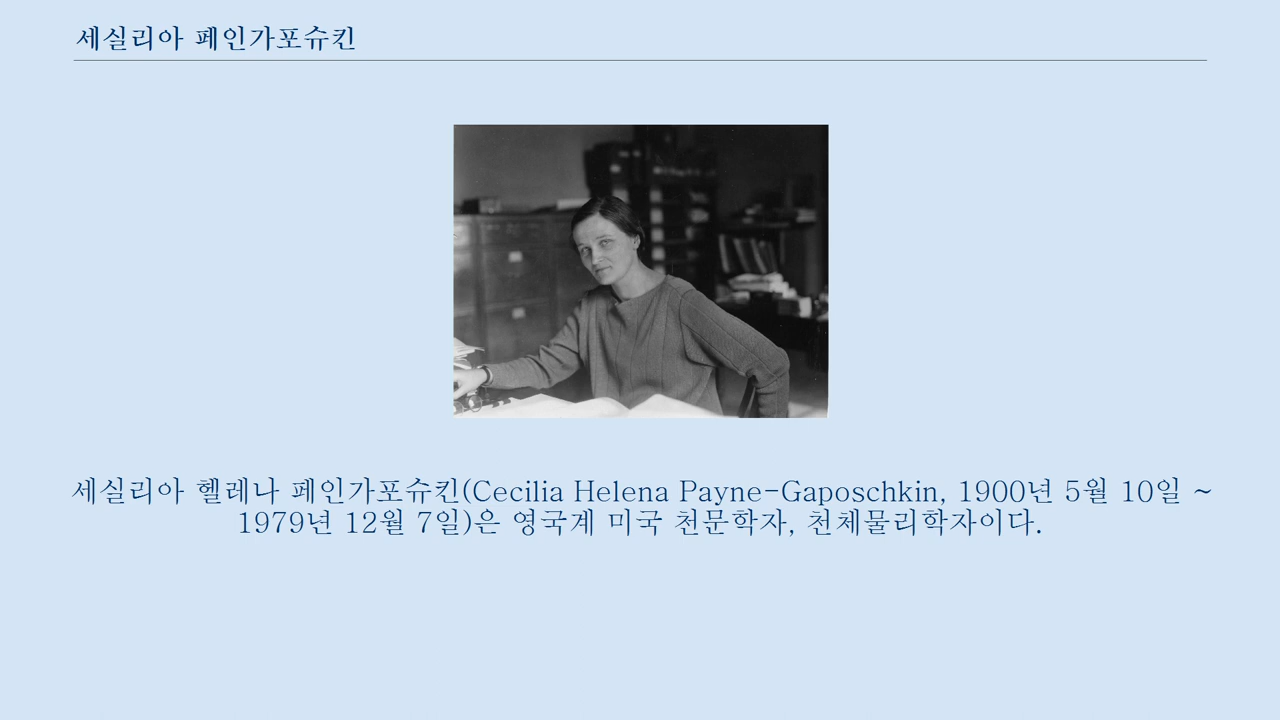 세실리아 페인가포슈킨
세실리아 헬레나 페인가포슈킨(Cecilia Helena Payne-Gaposchkin, 1900년 5월 10일 ~
1979년 12월 7일)은 영국계 미국 천문학자, 천체물리학자이다.